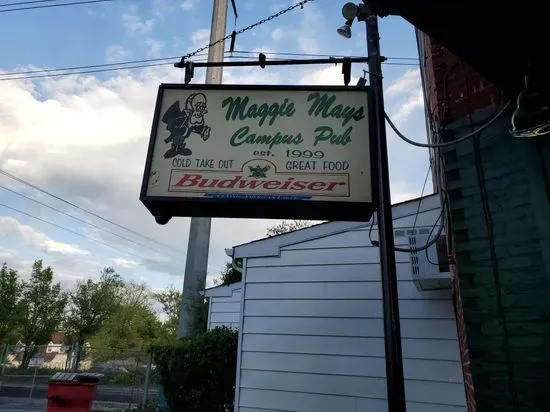 Maggie Mays
Campus Pub
est. 1999
COLD TAKE OUT
GREAT FOOD
Budweiser